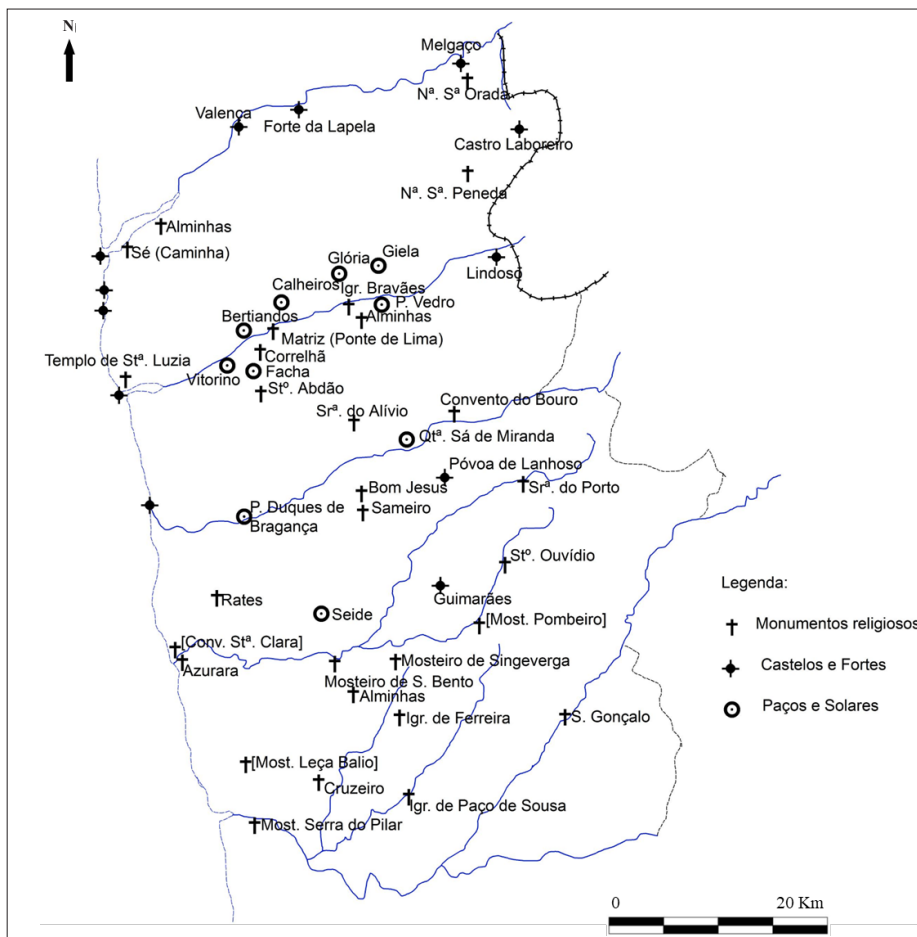 N
Melgaço
Nª. Sª Orada
Valença
Forte da Lapela
Castro Laboreiro
Nª. Sª. Peneda
Alminhas
Sé (Caminha)
Glória
Giela
Lindoso
Calheiros
Igr. Bravães
P. Vedro
Bertiandos
Alminhas
Matriz (Ponte de Lima)
Correlhã
Templo de Stª. Luzia
Vitorino
Facha
Stº. Abdão
Srª. do Alívio
Convento do Bouro
Qtª. Sá de Miranda
Póvoa de Lanhoso
Bom Jesus
Srª. do Porto
P. Duques de
Bragança
Sameiro
Stº. Ouvídio
Guimarães
Legenda:
Rates
Seide
[Most. Pombeiro]
Monumentos religiosos
[Conv. Stª. Clara]
Azurara
Mosteiro de Singeverga
Castelos e Fortes
Mosteiro de S. Bento
Alminhas
Paços e Solares
Igr. de Ferreira
S. Gonçalo
[Most. Leça Balio]
Cruzeiro
Igr. de Paço de Sousa
Most. Serra do Pilar
0 20 Km